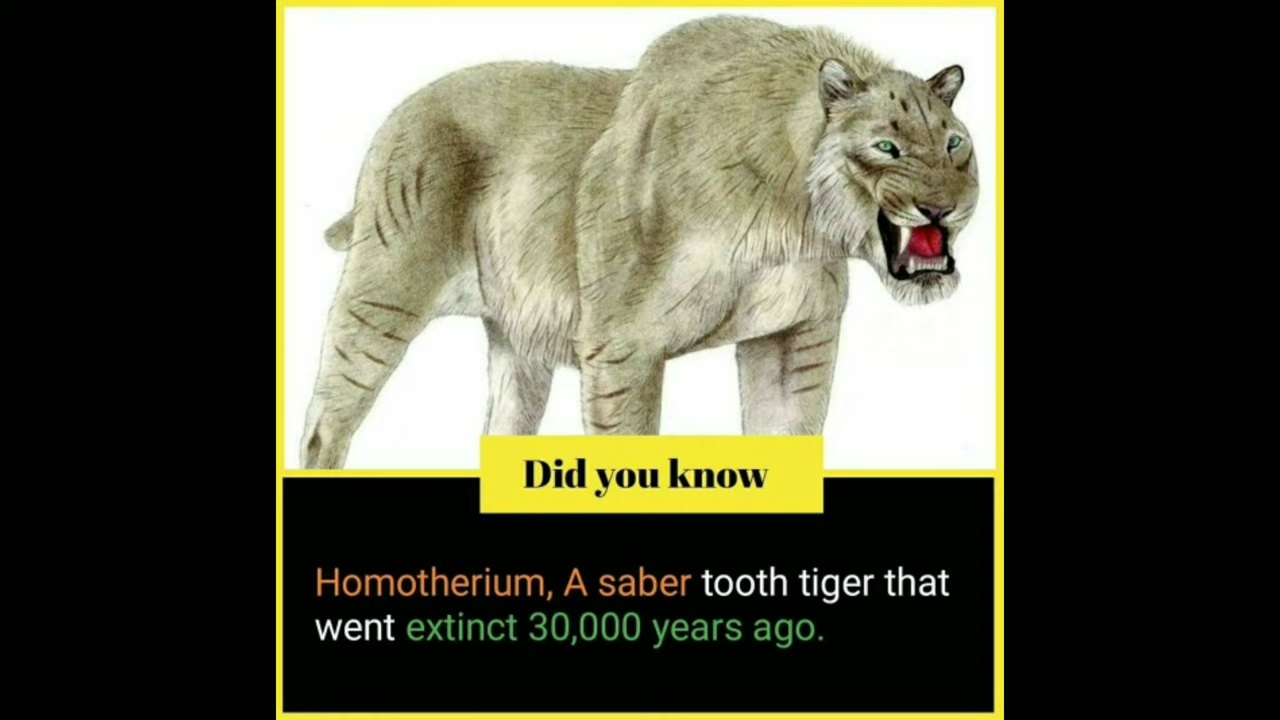 Did you know
Homotherium, A saber tooth tiger that
went extinct 30,000 years ago.